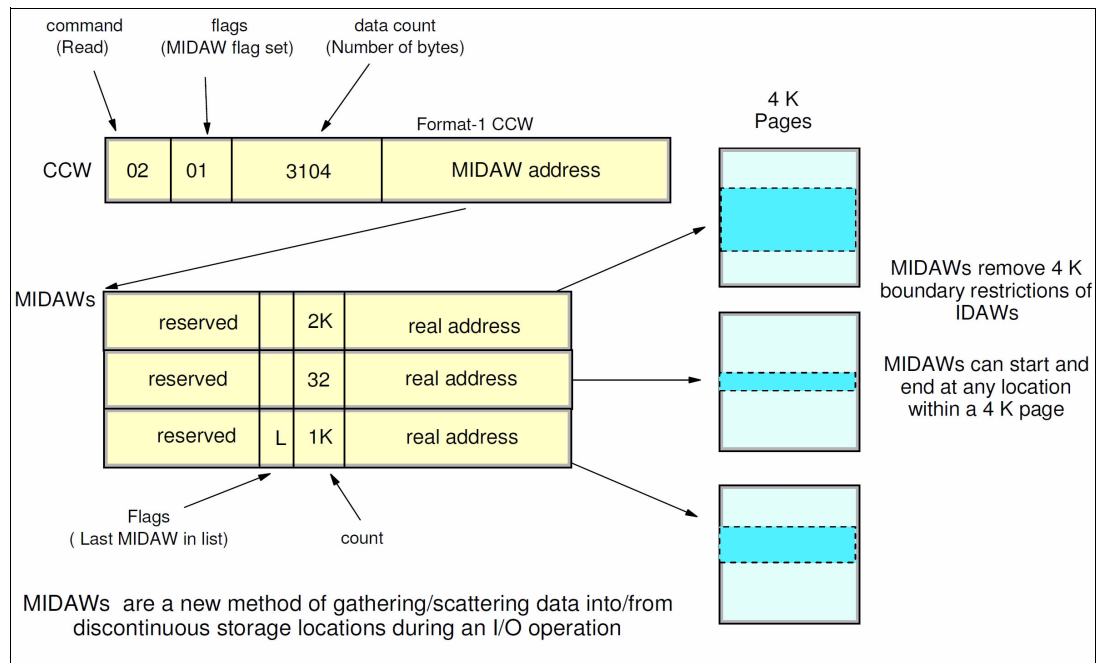 command
(Read)
flags
(MIDAW flag set)
data count
(Number of bytes)
4 K
Pages
Format-1 CCW
CCW
02
01
3104
MIDAW address
MIDAWs
reserved
2K
real address
reserved
32
real address
reserved
L
1K
real address
MIDAWs remove 4 K
boundary restrictions of
IDAWs
MIDAWs can start and
end at any location
within a 4 K page
Flags
( Last MIDAW in list)
count
MIDAWs are a new method of gathering/scattering data into/from
discontinuous storage locations during an I/O operation